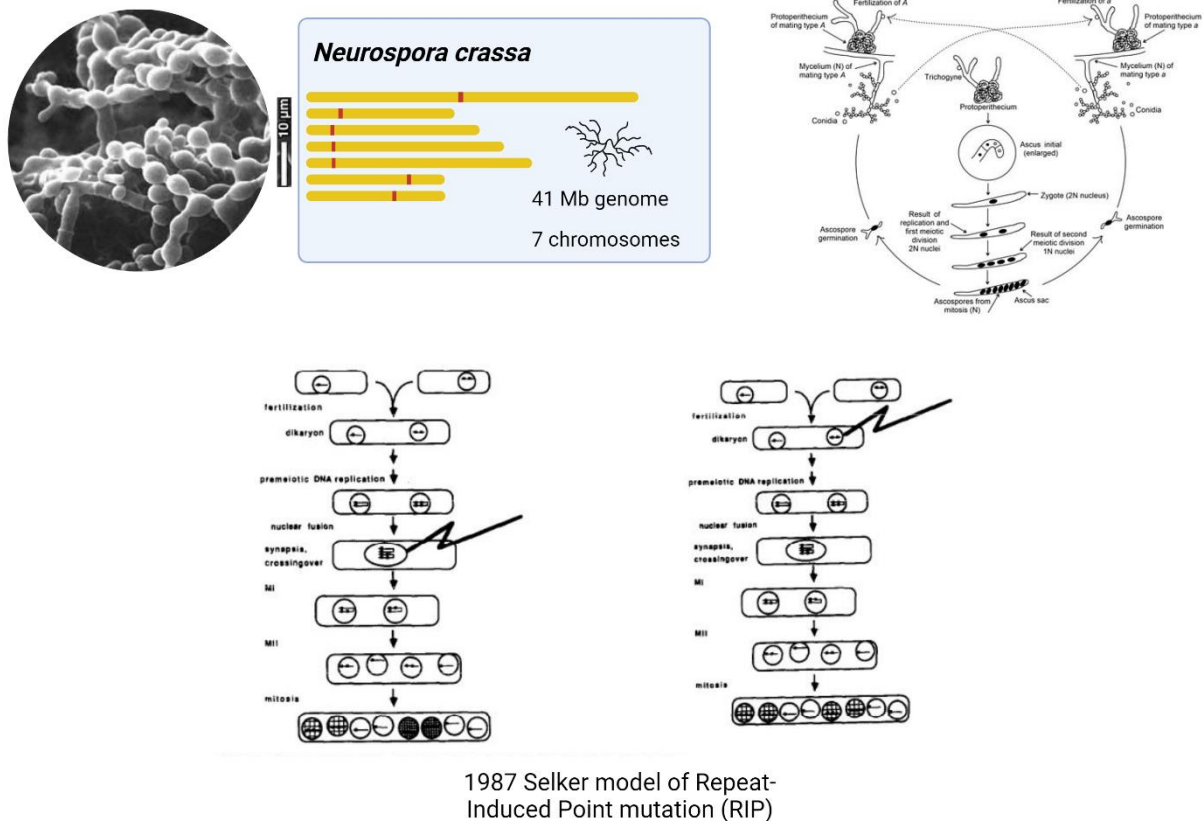 Neurospora crassa
10 µm
41 Mb genome
7 chromosomes
Fertilization of A
Fertilization of a
Protoperithecium
of mating type A
Protoperithecium
of mating type a
Mycelium (N) of
mating type A
Mycelium (N) of
mating type a
Trichogyne
Protoperithecium
Conidia
Conidia
Ascus initial
(enlarged)
Zygote (2N nucleus)
Result of
replication and
first meiotic
division
2N nuclei
Result of second
meiotic division
1N nuclei
Ascospore
germination
Ascospore
germination
Ascospores from
mitosis (N)
Ascus sac
fertilization
dikaryon
premeiotic DNA replication
nuclear fusion
synapsis,
crossingover
MI
MII
mitosis
fertilization
dikaryon
premeiotic DNA replication
nuclear fusion
synapsis,
crossingover
MI
MII
mitosis
1987 Selker model of Repeat-
Induced Point mutation (RIP)